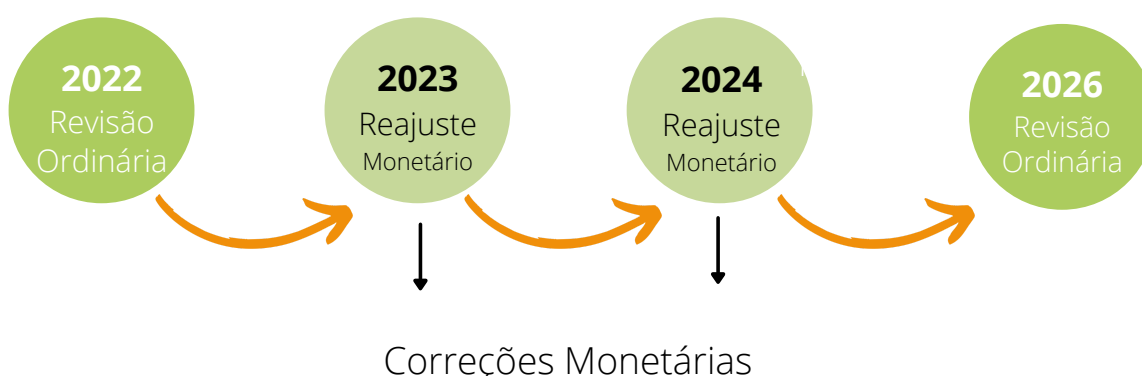 2022
Revisão
Ordinária
2023
Reajuste
Monetário
2024
Reajuste
Monetário
2026
Revisão
Ordinária
Correções Monetárias